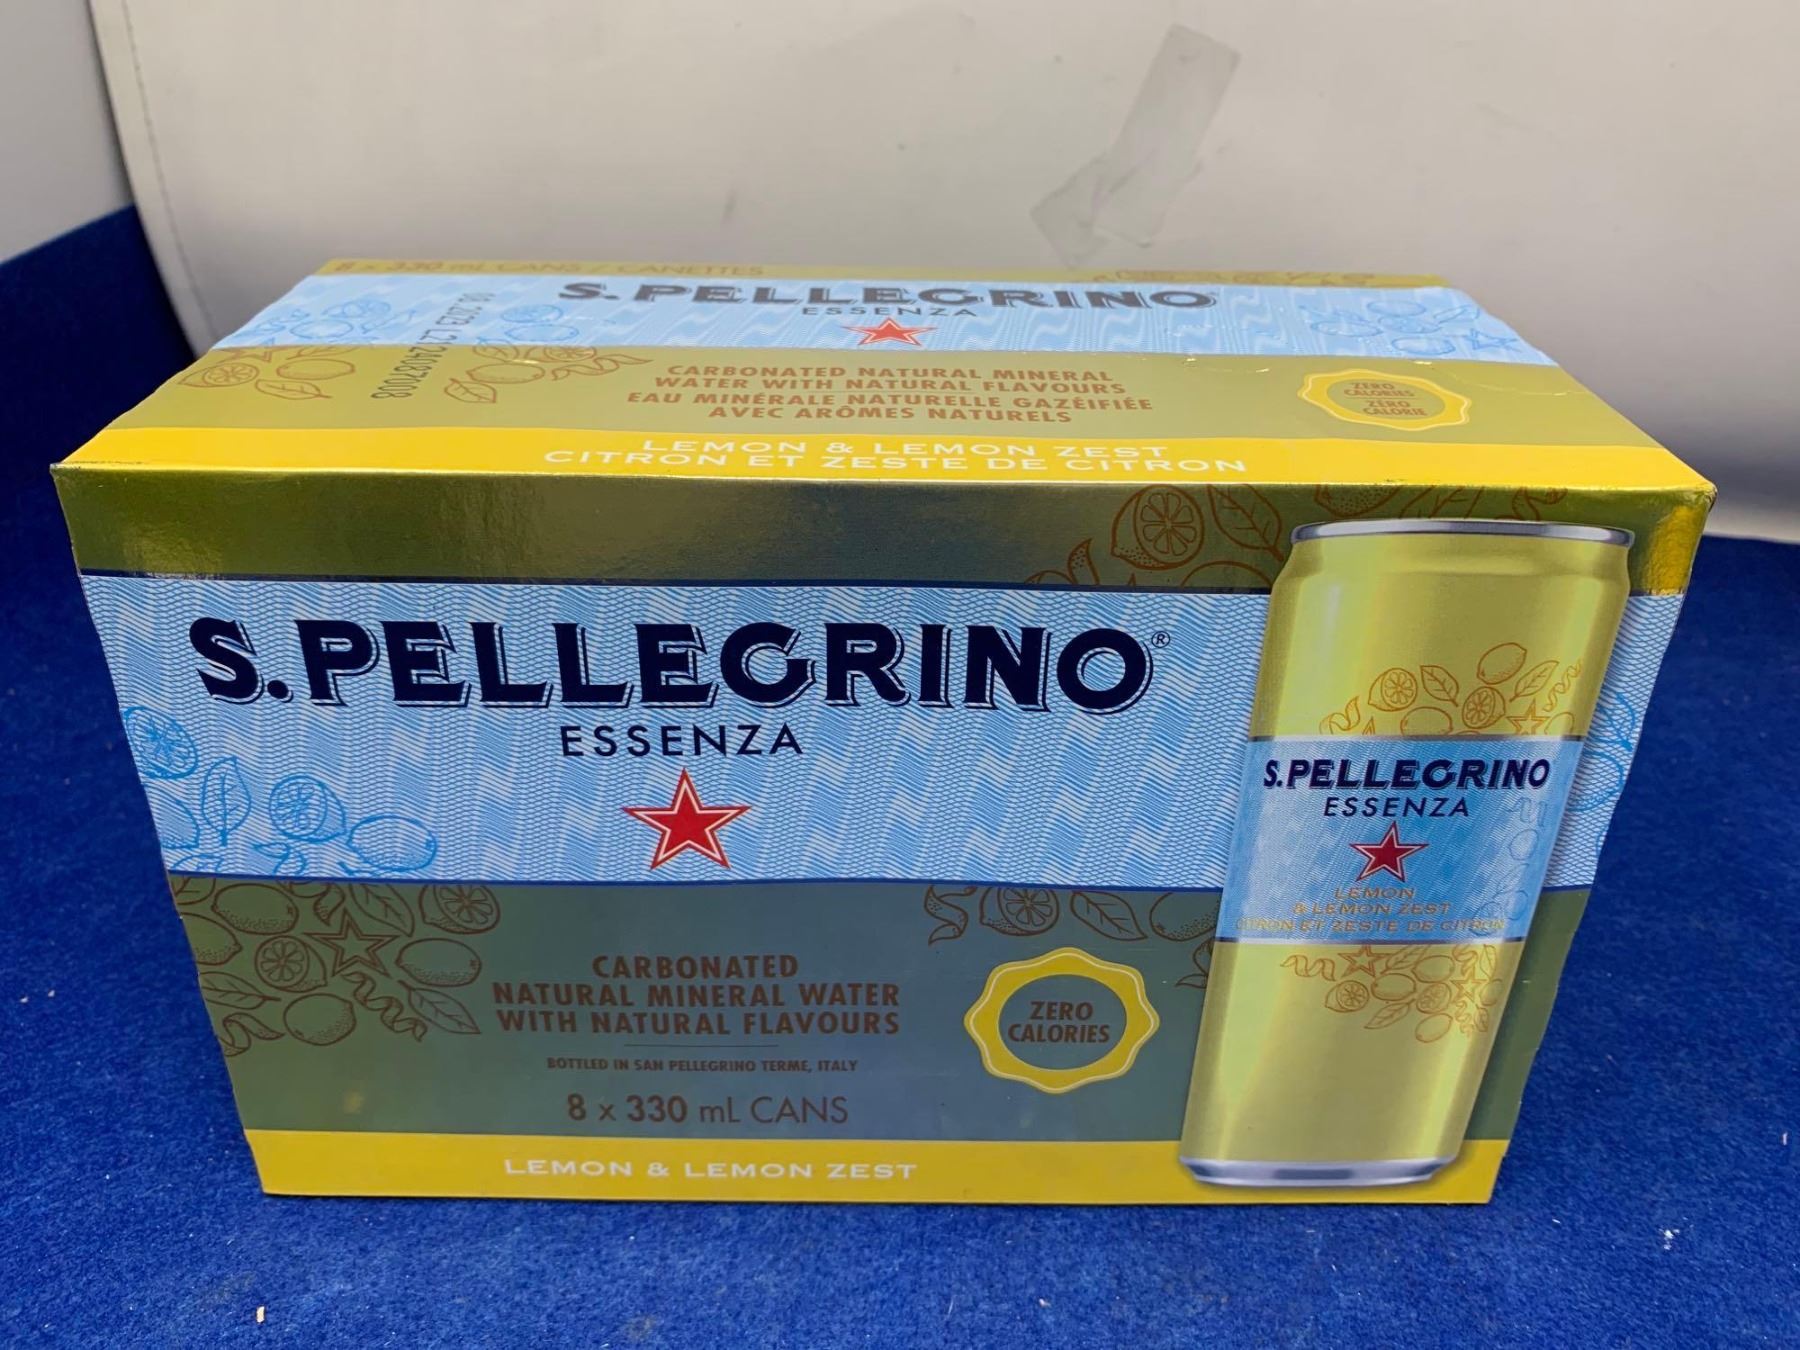 8 x 330 mL CANS / CANETTES
S.PELLEGRINO
ESSENZA
CARBONATED NATURAL MINERAL
WATER WITH NATURAL FLAVOURS
EAU MINÉRALE NATURELLE GAZÉIFIÉE
AVEC ARÔMES NATURELS
ZERO
CALORIES
ZÉRO
CALORIE
LEMON & LEMON ZEST
CITRON ET ZESTE DE CITRON
S.PELLEGRINO®
ESSENZA
CARBONATED
NATURAL MINERAL WATER
WITH NATURAL FLAVOURS
BOTTLED IN SAN PELLEGRINO TERME, ITALY
8 x 330 mL CANS
ZERO
CALORIES
LEMON & LEMON ZEST
S.PELLEGRINO
ESSENZA
LEMON
& LEMON ZEST
CITRON ET ZESTE DE CITRON